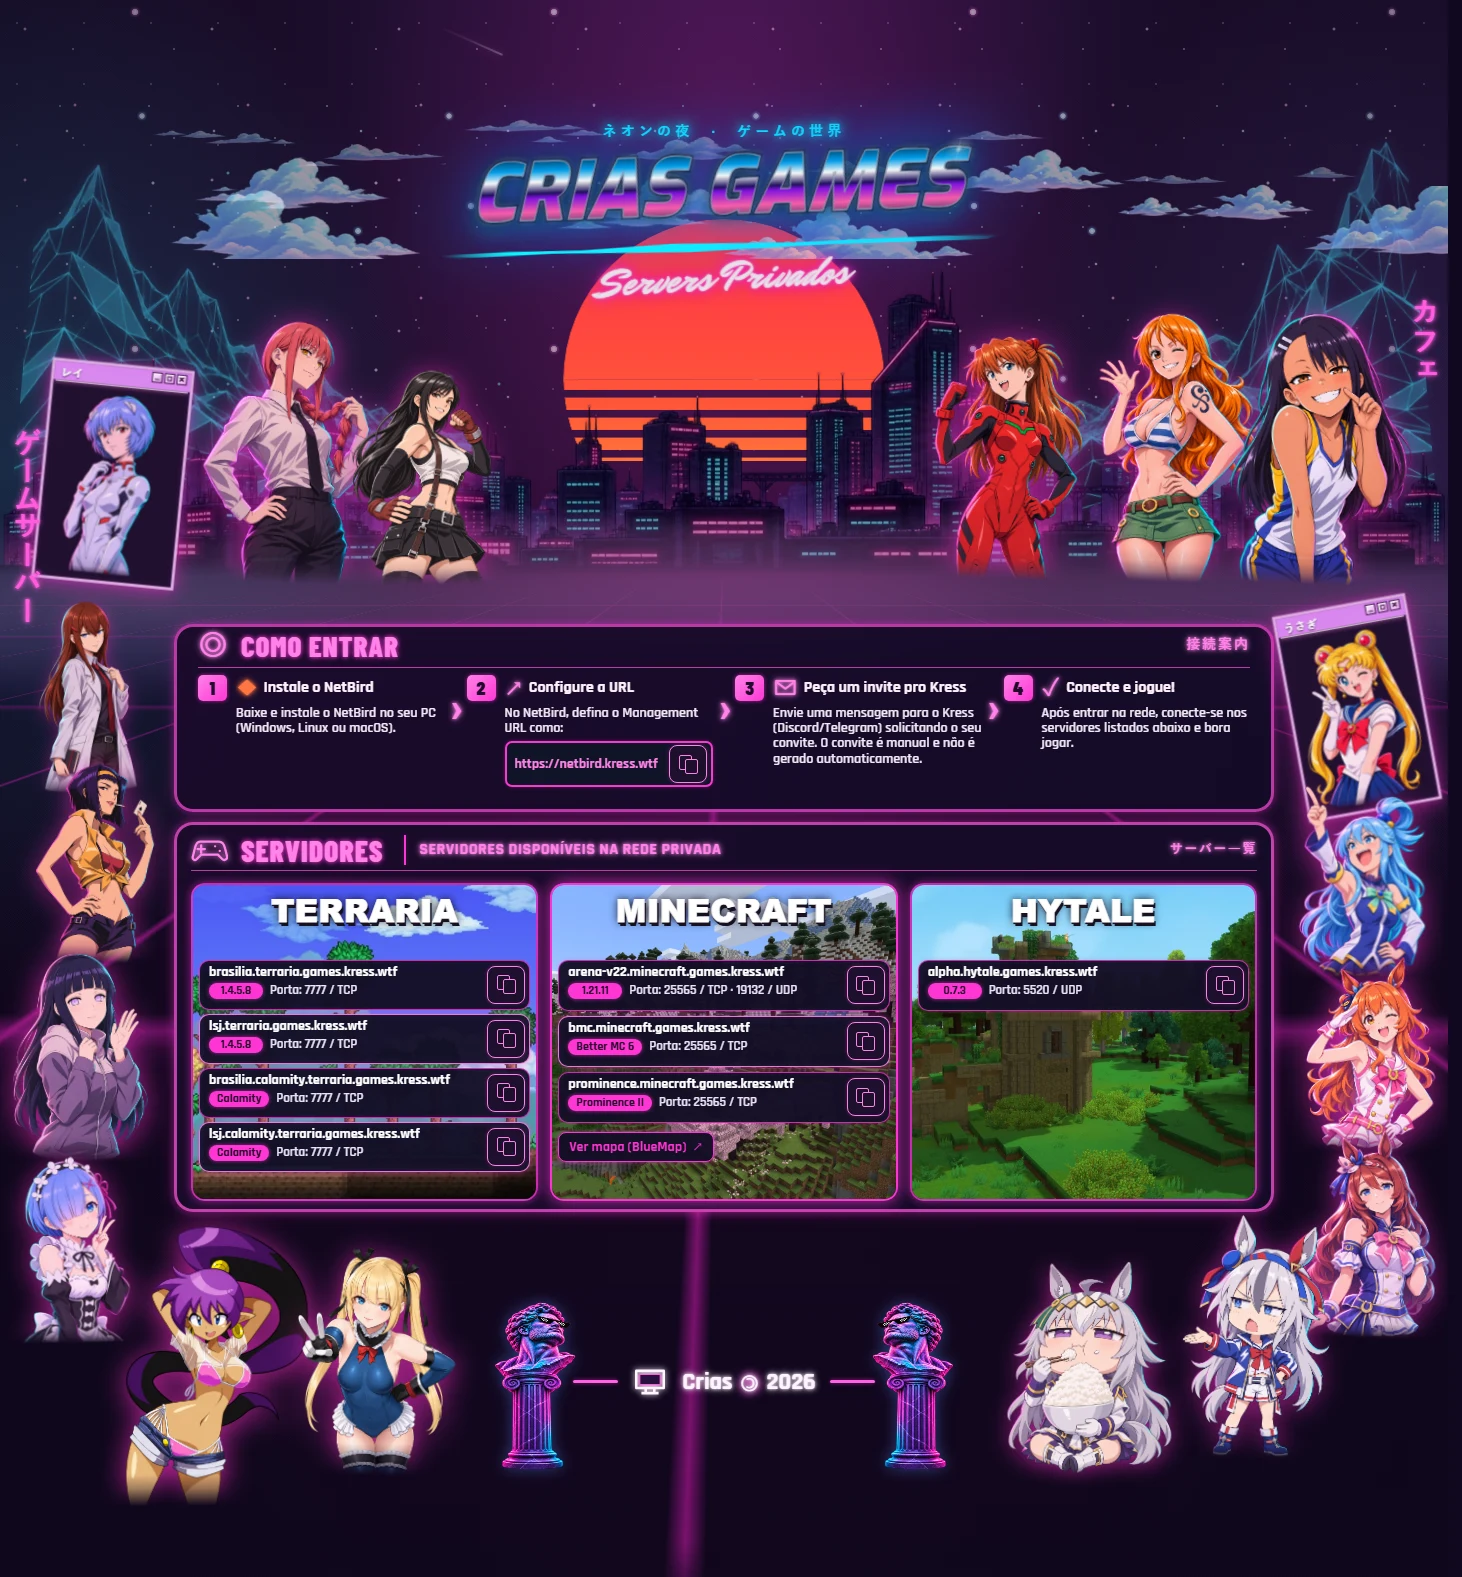 ネオンの夜 · ゲームの世界
CRIAS GAMES
Servers Privados
カフェ
レイ
ゲームサーバー
うさぎ
COMO ENTRAR
接続案内
1 Instale o NetBird
Baixe e instale o NetBird no seu PC
(Windows, Linux ou macOS).
2 Configure a URL
No NetBird, defina o Management
URL como:
https://netbird.kress.wtf
3 Peça um invite pro Kress
Envie uma mensagem para o Kress
(Discord/Telegram) solicitando o seu
convite. O convite é manual e não é
gerado automaticamente.
4 Conecte e jogue!
Após entrar na rede, conecte-se nos
servidores listados abaixo e bora
jogar.
SERVIDORES
SERVIDORES DISPONÍVEIS NA REDE PRIVADA
サーバー一覧
TERRARIA
brasilia.terraria.games.kress.wtf
1.4.5.8 Porta: 7777 / TCP
lsj.terraria.games.kress.wtf
1.4.5.8 Porta: 7777 / TCP
brasilia.calamity.terraria.games.kress.wtf
Calamity Porta: 7777 / TCP
lsj.calamity.terraria.games.kress.wtf
Calamity Porta: 7777 / TCP
MINECRAFT
arena-v22.minecraft.games.kress.wtf
1.21.11 Porta: 25565 / TCP · 19132 / UDP
bmc.minecraft.games.kress.wtf
Better MC 6 Porta: 25565 / TCP
prominence.minecraft.games.kress.wtf
Prominence II Porta: 25565 / TCP
Ver mapa (BlueMap) ↗
HYTALE
alpha.hytale.games.kress.wtf
0.7.3 Porta: 5520 / UDP
Crias 2026